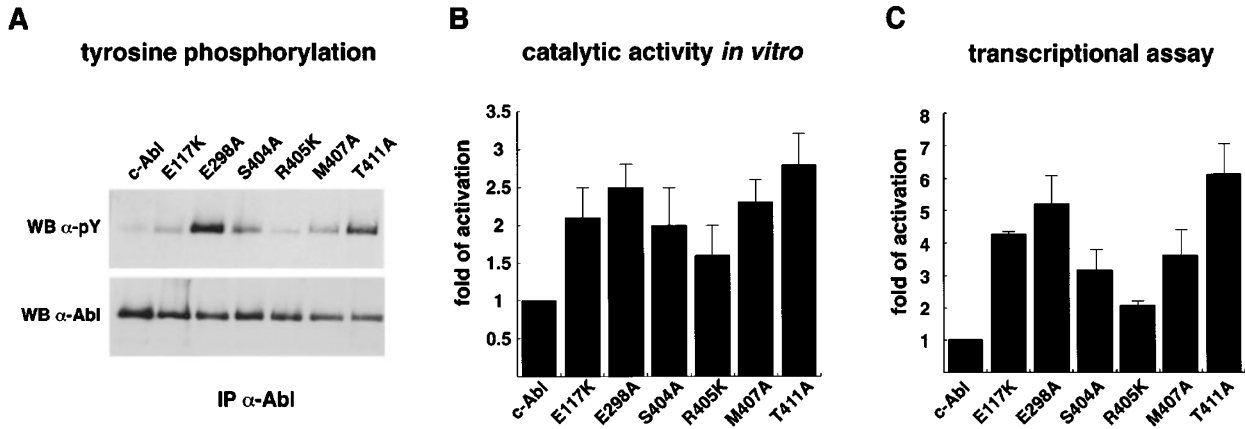 A
tyrosine phosphorylation
c-Abl
E117K
E298A
S404A
R405K
M407A
T411A
WB α-pY
WB α-Abl
IP α-Abl
B
catalytic activity in vitro
fold of activation
3.5
3
2.5
2
1.5
1
0.5
c-Abl
E117K
E298A
S404A
R405K
M407A
T411A
C
transcriptional assay
fold of activation
8
7
6
5
4
3
2
1
c-Abl
E117K
E298A
S404A
R405K
M407A
T411A